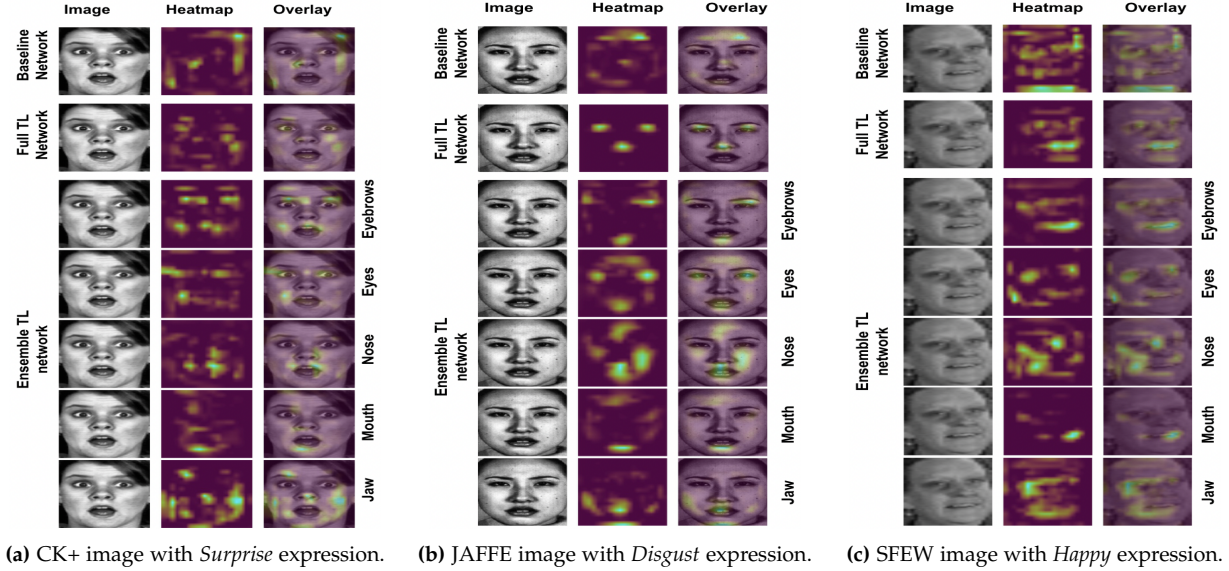 Image Heatmap Overlay
Baseline
Network
Full TL
Network
Ensemble TL
network
Eyebrows
Eyes
Nose
Mouth
Jaw
(a) CK+ image with Surprise expression.
Image Heatmap Overlay
Baseline
Network
Full TL
Network
Ensemble TL
network
Eyebrows
Eyes
Nose
Mouth
Jaw
(b) JAFFE image with Disgust expression.
Image Heatmap Overlay
Baseline
Network
Full TL
Network
Ensemble TL
network
Eyebrows
Eyes
Nose
Mouth
Jaw
(c) SFEW image with Happy expression.